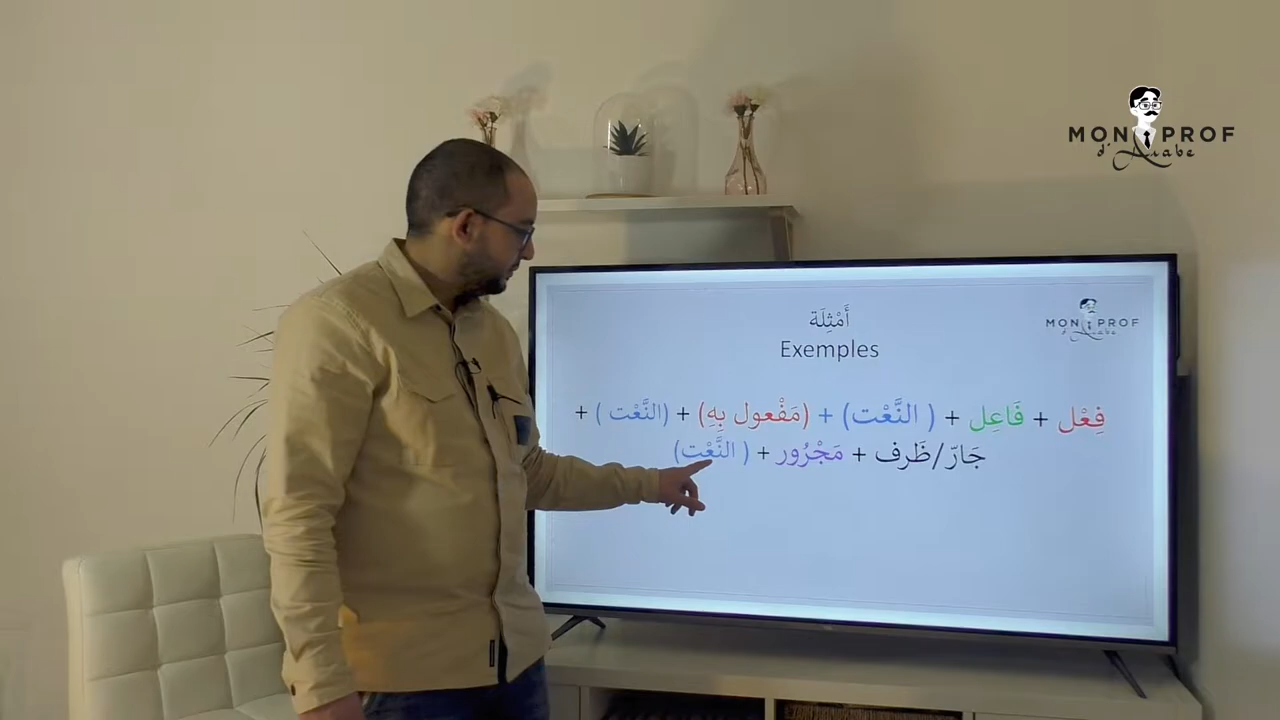 MON PROF
d'Arabe
أَمْثِلَة
MON PROF
d'Arabe
Exemples
فِعْل + فَاعِل + ( النَّعْت) + (مَفْعول بِهِ) + (النَّعْت ) +
جَارّ/ظَرف + مَجْرُور + ( النَّعْت)